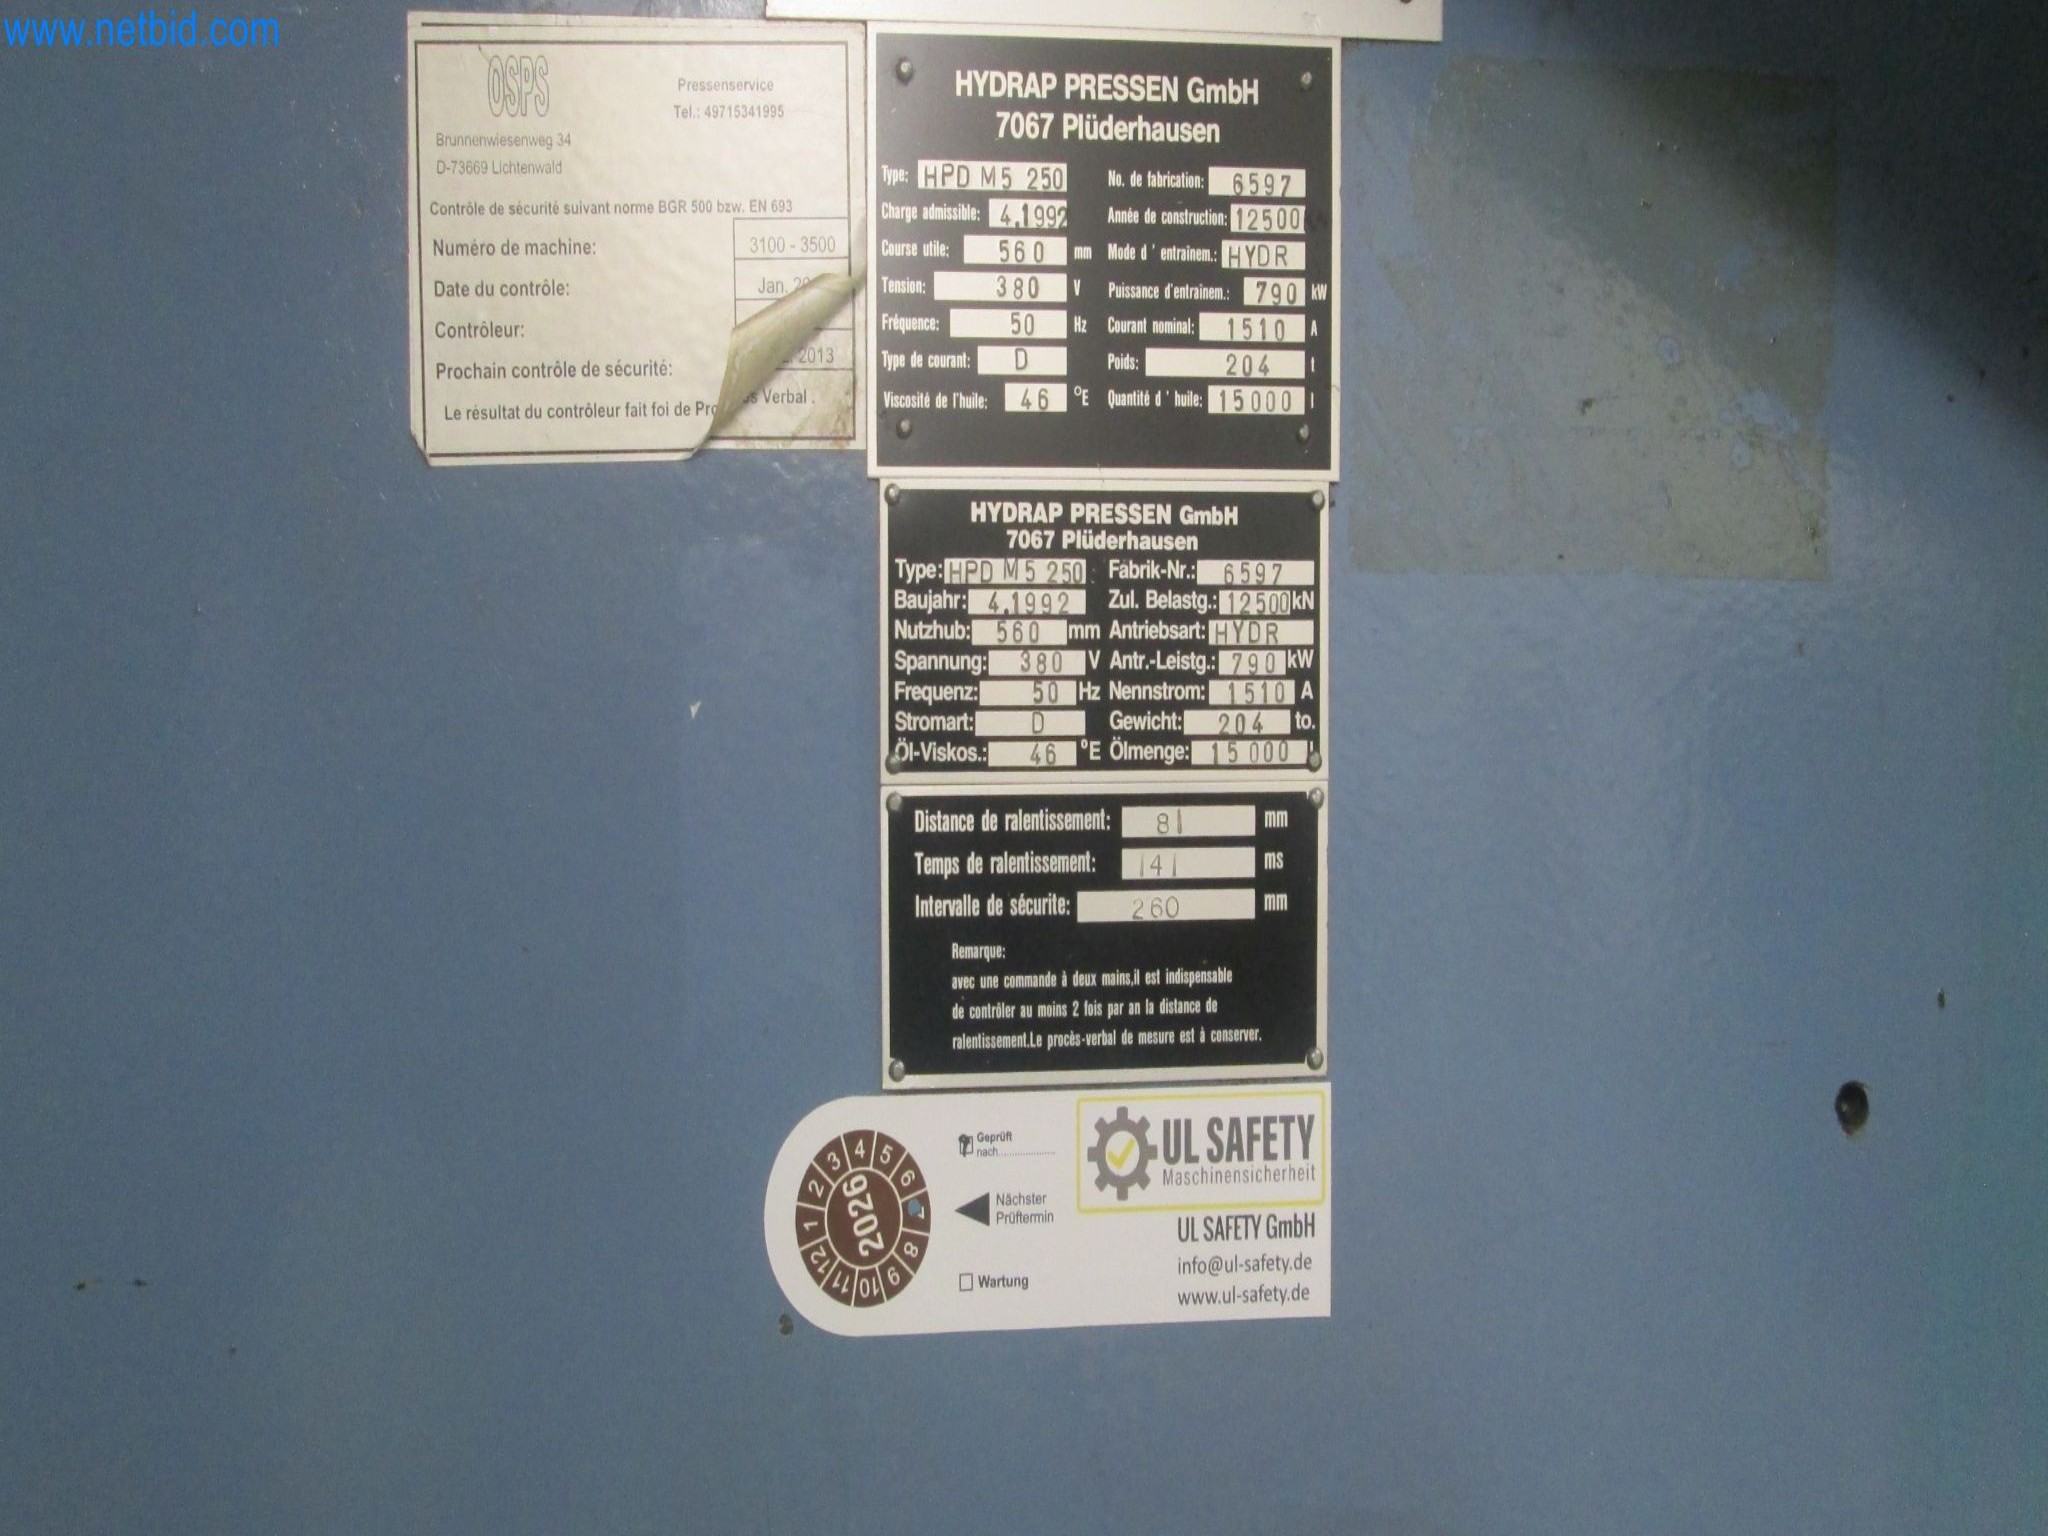 www.netbid.com
OSPS
Pressenservice
Tel.: 49715341995
Brunnenwiesenweg 34
D-73669 Lichtenwald
Contrôle de sécurité suivant norme BGR 500 bzw. EN 693
Numéro de machine: 3100 - 3500
Date du contrôle: Jan.
Contrôleur:
Prochain contrôle de sécurité: 2013
Le résultat du contrôleur fait foi de Verbal .
HYDRAP PRESSEN GmbH
7067 Plüderhausen
Type: HPD M5 250 No. de fabrication: 6597
Charge admissible: 4.1992 Année de construction: 12500
Course utile: 560 mm Mode d ' entraînem.: HYDR
Tension: 380 V Puissance d'entraînem.: 790 kW
Fréquence: 50 Hz Courant nominal: 1510 A
Type de courant: D Poids: 204 t
Viscosité de l'huile: 46 °E Quantité d ' huile: 15000 l
HYDRAP PRESSEN GmbH
7067 Plüderhausen
Type: HPD M5 250 Fabrik-Nr.: 6597
Baujahr: 4.1992 Zul. Belastg.: 12500 kN
Nutzhub: 560 mm Antriebsart: HYDR
Spannung: 380 V Antr.-Leistg.: 790 kW
Frequenz: 50 Hz Nennstrom: 1510 A
Stromart: D Gewicht: 204 to.
Öl-Viskos.: 46 °E Ölmenge: 15 000 l
Distance de ralentissement: 81 mm
Temps de ralentissement: 141 ms
Intervalle de sécurite: 260 mm
Remarque:
avec une commande à deux mains,il est indispensable
de contrôler au moins 2 fois par an la distance de
ralentissement.Le procès-verbal de mesure est à conserver.
UL SAFETY
Maschinensicherheit
Geprüft
nach
Nächster
Prüftermin
Wartung
1 2 3 4 5 6 7 8 9 10 11 12
2026
UL SAFETY GmbH
info@ul-safety.de
www.ul-safety.de